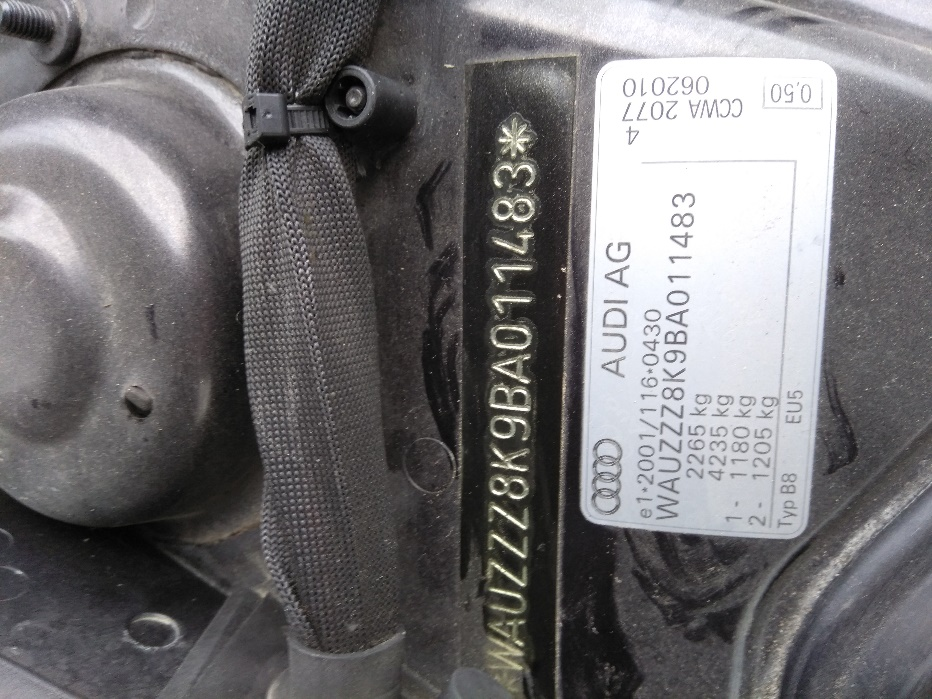 *WAUZZZ8K9BA011483*
AUDI AG
e1*2001/116*0430
WAUZZZ8K9BA011483
2265 kg
4235 kg
1- 1180 kg
2- 1205 kg
Typ B8 EU5
4
CCWA 2077
062010
0,50